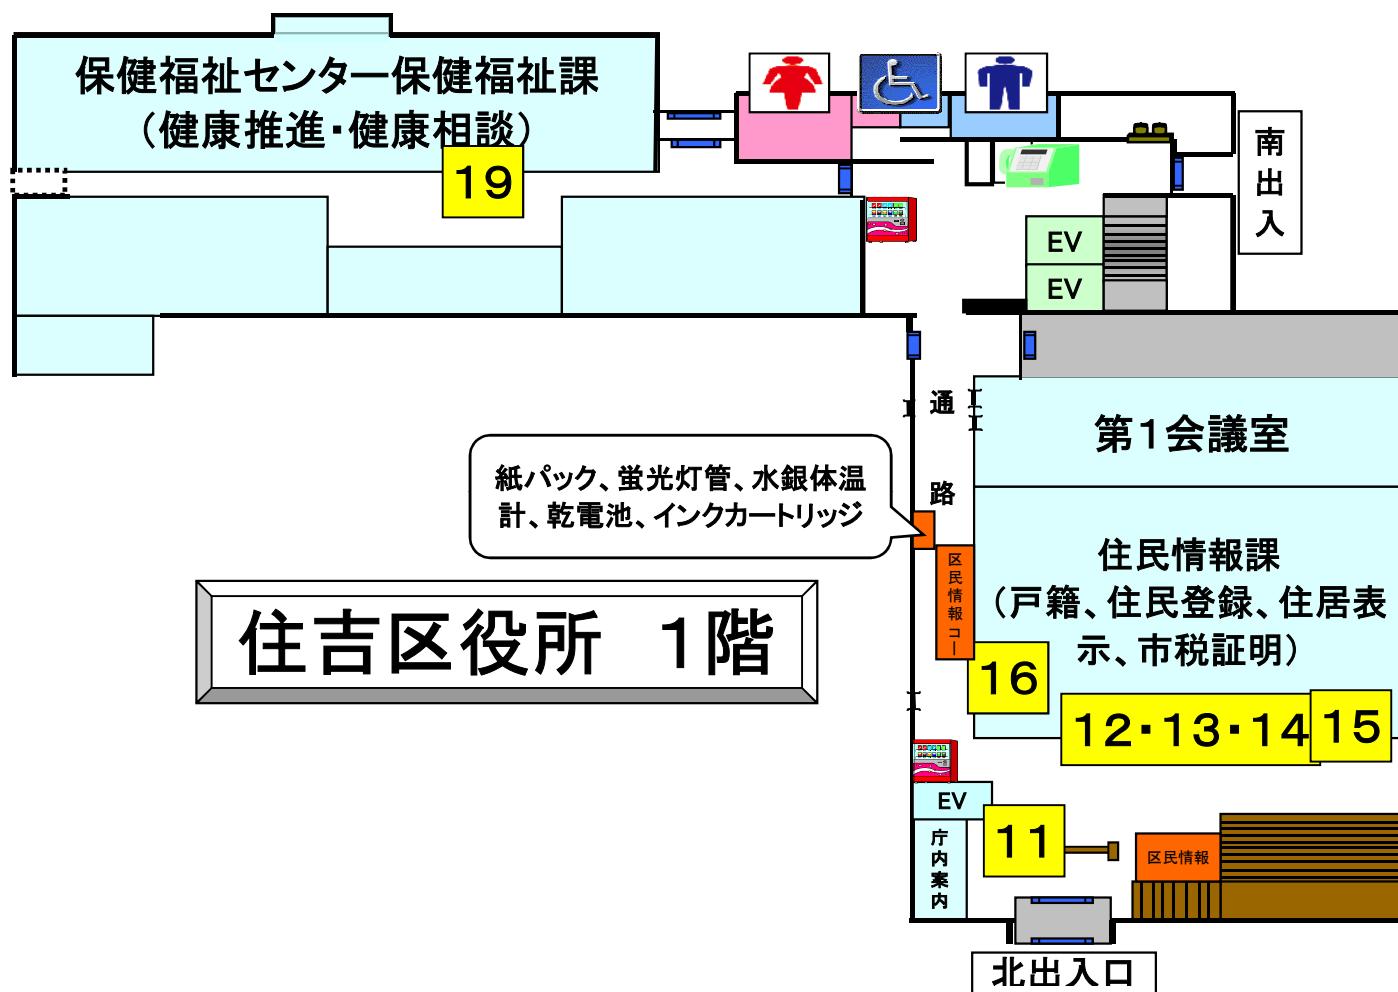 保健福祉センター保健福祉課
（健康推進・健康相談）
19
南出入
EV
EV
通路
第１会議室
紙パック、蛍光灯管、水銀体温
計、乾電池、インクカートリッジ
区民情報コー
住民情報課
（戸籍、住民登録、住居表
示、市税証明）
住吉区役所　１階
16
12・13・14
15
EV
11
庁内案内
区民情報
北出入口